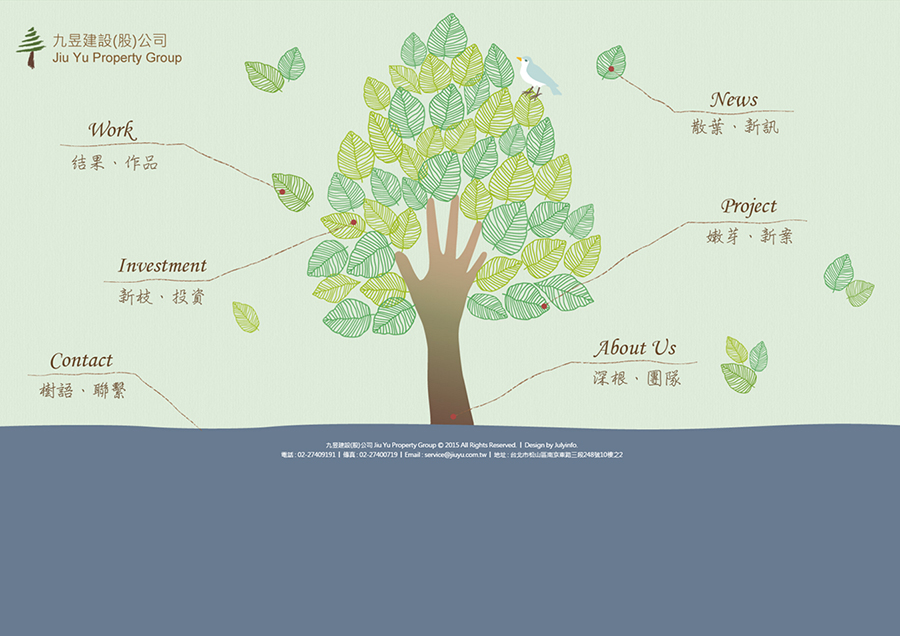 九昱建設(股)公司
Jiu Yu Property Group
News
散葉、新訊
Work
結果、作品
Project
嫩芽、新案
Investment
新枝、投資
About Us
深根、團隊
Contact
樹語、聯繫
九昱建設(股)公司 Jiu Yu Property Group © 2015 All Rights Reserved. | Design by Julyinfo.
電話 : 02-27409191 | 傳真 : 02-27400719 | Email : service@jiuyu.com.tw | 地址 : 台北市松山區南京東路三段248號10樓之2